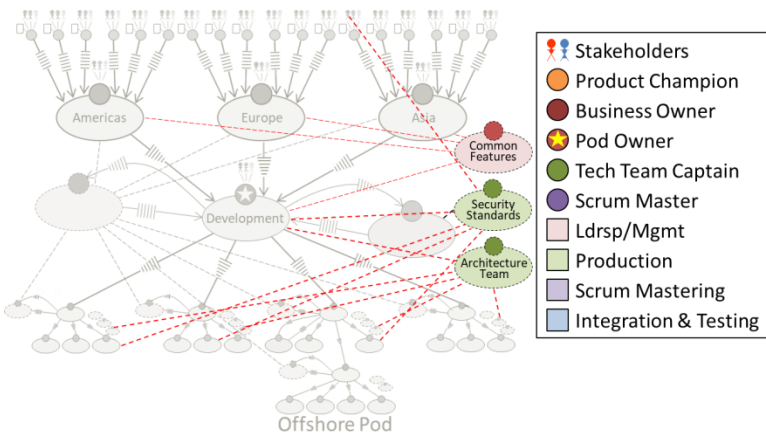 Americas
Europe
Asia
Common
Features
Development
Security
Standards
Architecture
Team
Offshore Pod
Stakeholders
Product Champion
Business Owner
Pod Owner
Tech Team Captain
Scrum Master
Ldrsp/Mgmt
Production
Scrum Mastering
Integration & Testing